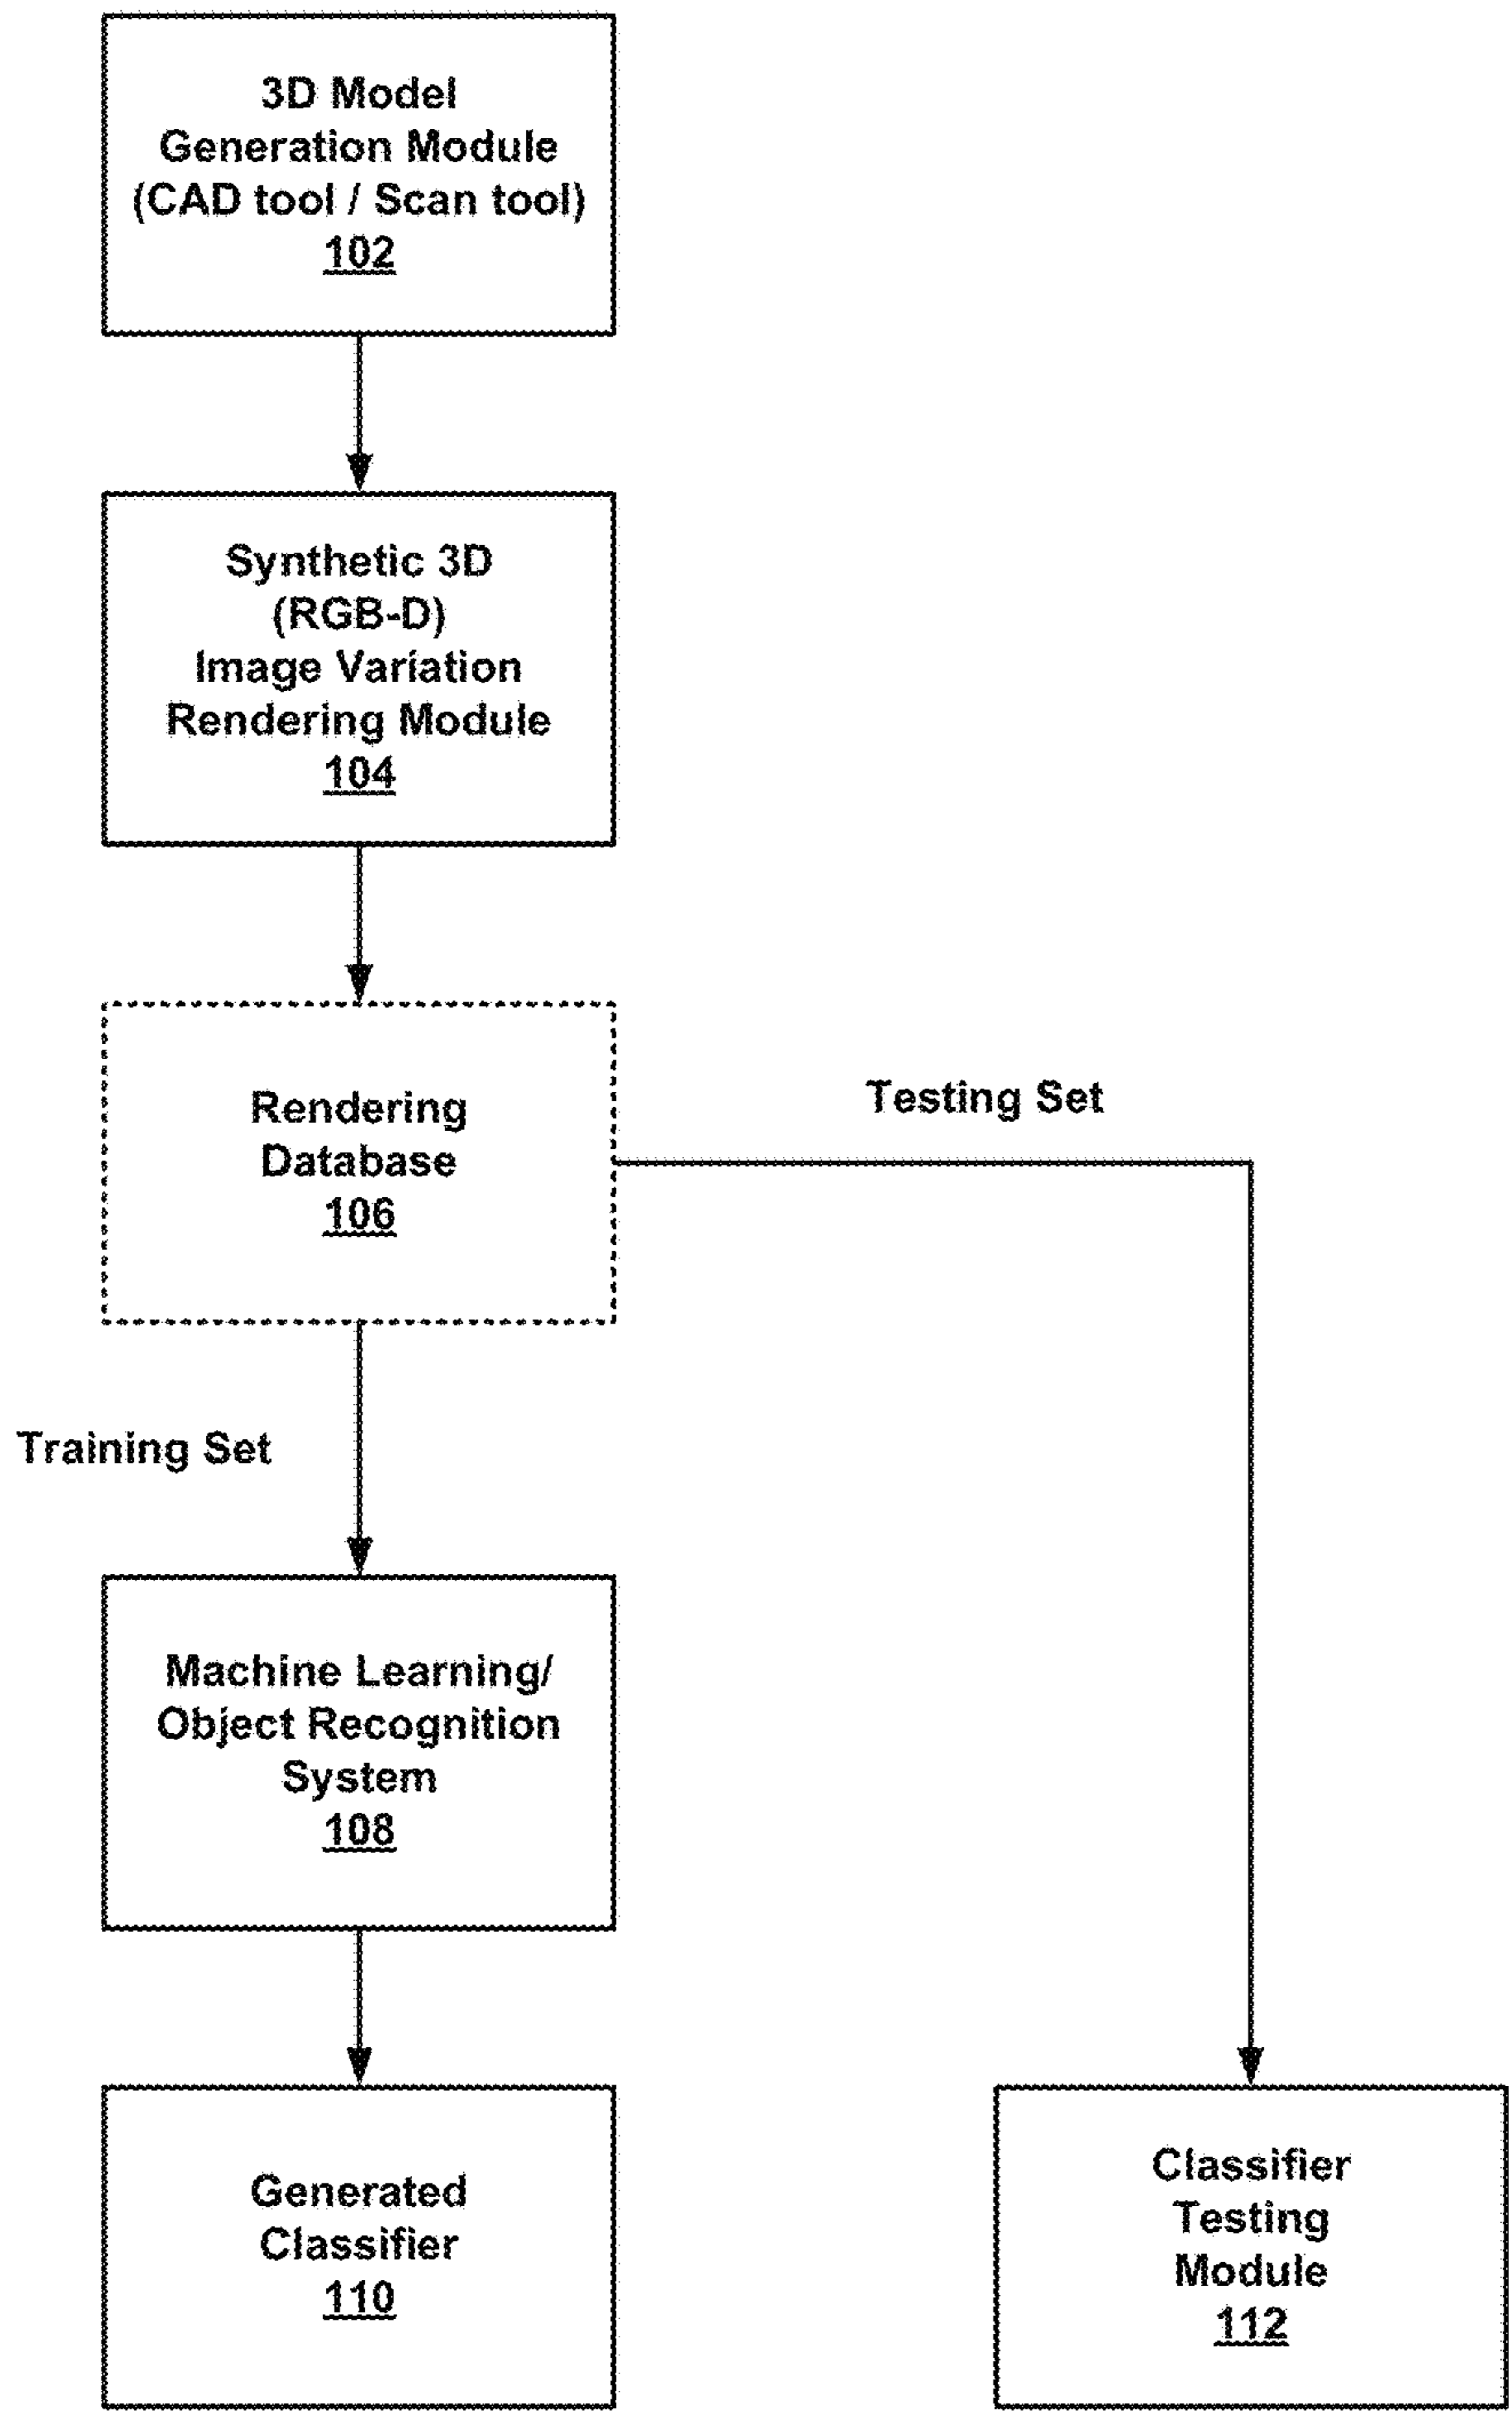 3D Model
Generation Module
(CAD tool / Scan tool)
102
Synthetic 3D
(RGB-D)
Image Variation
Rendering Module
104
Rendering
Database
106
Testing Set
Training Set
Machine Learning/
Object Recognition
System
108
Generated
Classifier
110
Classifier
Testing
Module
112